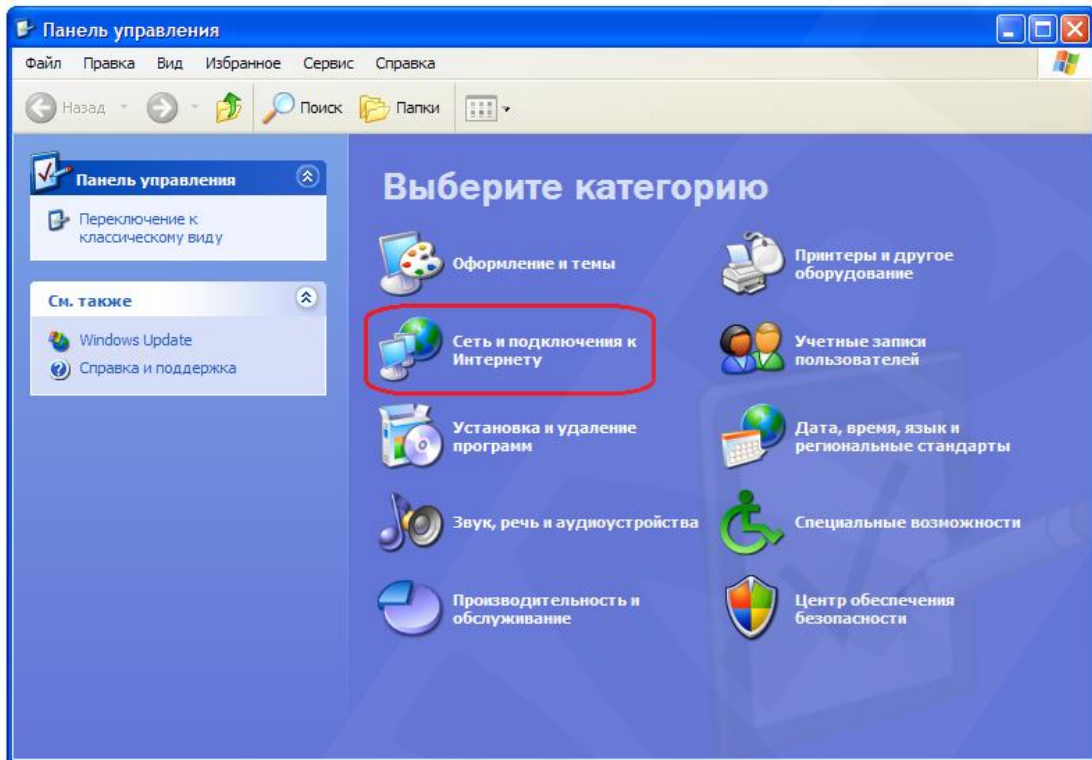 Панель управления
Файл Правка Вид Избранное Сервис Справка
Назад Поиск Папки
Панель управления
Переключение к
классическому виду
См. также
Windows Update
Справка и поддержка
Выберите категорию
Оформление и темы
Принтеры и другое
оборудование
Сеть и подключения к
Интернету
Учетные записи
пользователей
Установка и удаление
программ
Дата, время, язык и
региональные стандарты
Звук, речь и аудиоустройства
Специальные возможности
Производительность и
обслуживание
Центр обеспечения
безопасности